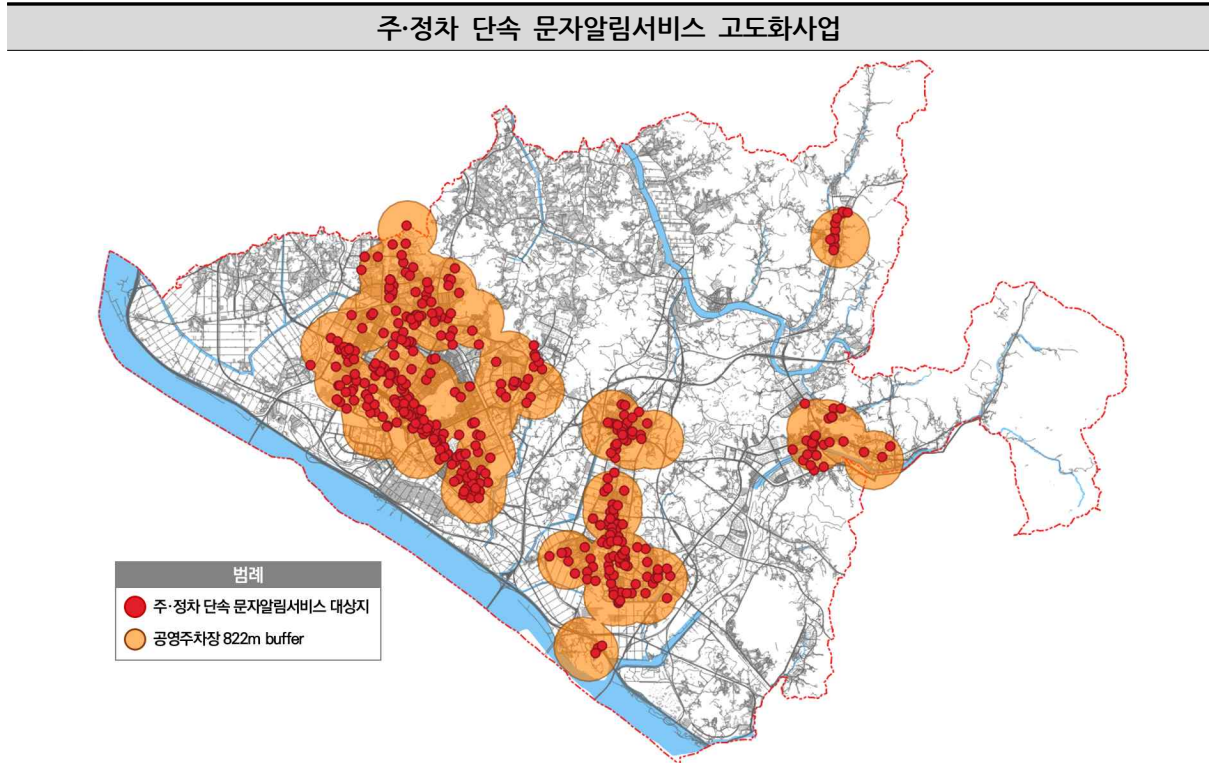 주·정차 단속 문자알림서비스 고도화사업
범례
주·정차 단속 문자알림서비스 대상지
공영주차장 822m buffer